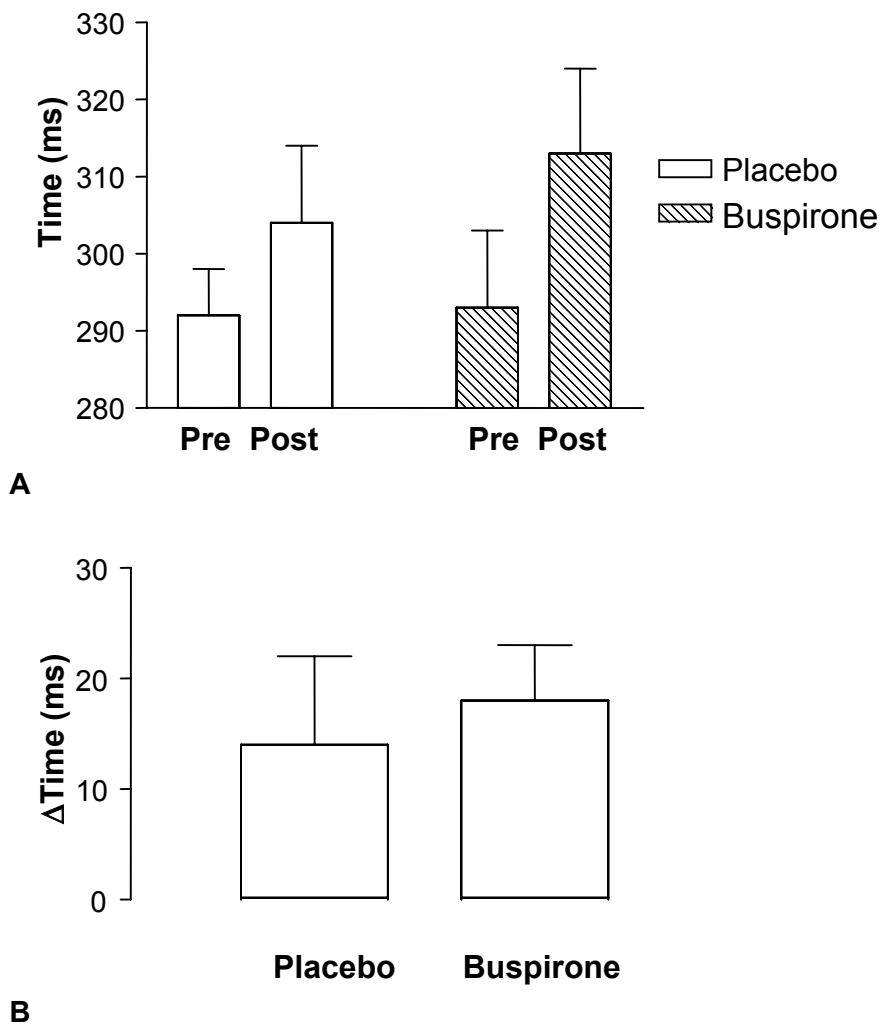 330
320
310
300
290
280
Time (ms)
Placebo
Buspirone
Pre Post Pre Post
A
30
20
10
0
ΔTime (ms)
Placebo Buspirone
B